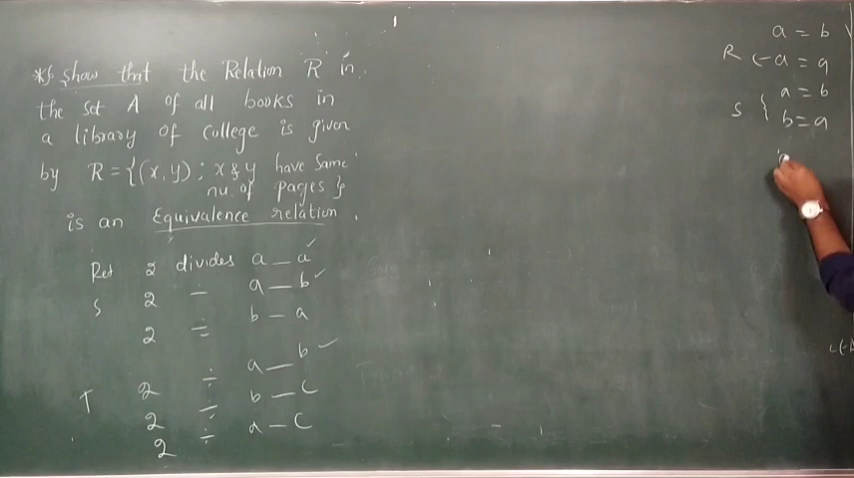 show that the Relation R in
the set A of all books in
a library of College is given
by R = {(x, y) ; x & y have same
nu. of pages }
is an Equivalence relation.
Ref 2 divides a - a ✓
S 2 ÷ a - b ✓
2 ÷ b - a
T 2 ÷ a - b ✓
2 ÷ b - c
2 ÷ a - c
2
a = b
R a = a
S { a = b
b = a